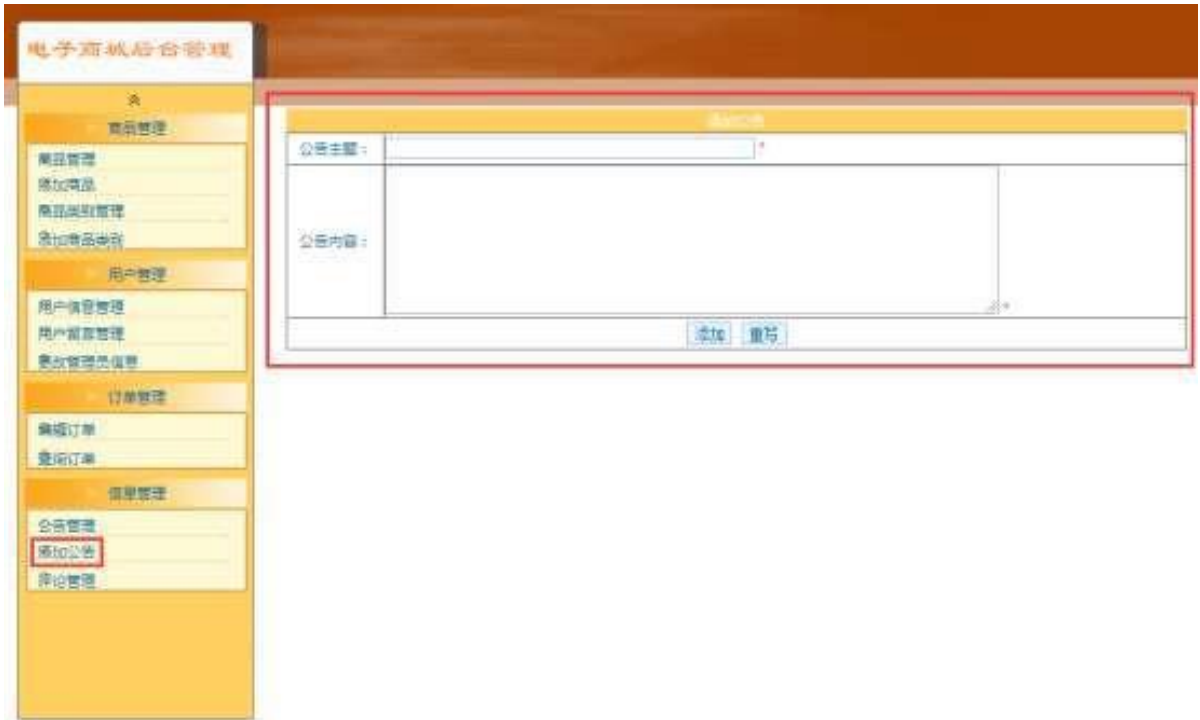 电子商城后台管理
商品管理
商品管理
添加商品
商品类别管理
添加商品类别
用户管理
用户信息管理
用户留言管理
更改管理员信息
订单管理
编辑订单
查询订单
信息管理
公告管理
添加公告
评论管理
添加公告
公告主题：
*
公告内容：
*
添加 重写